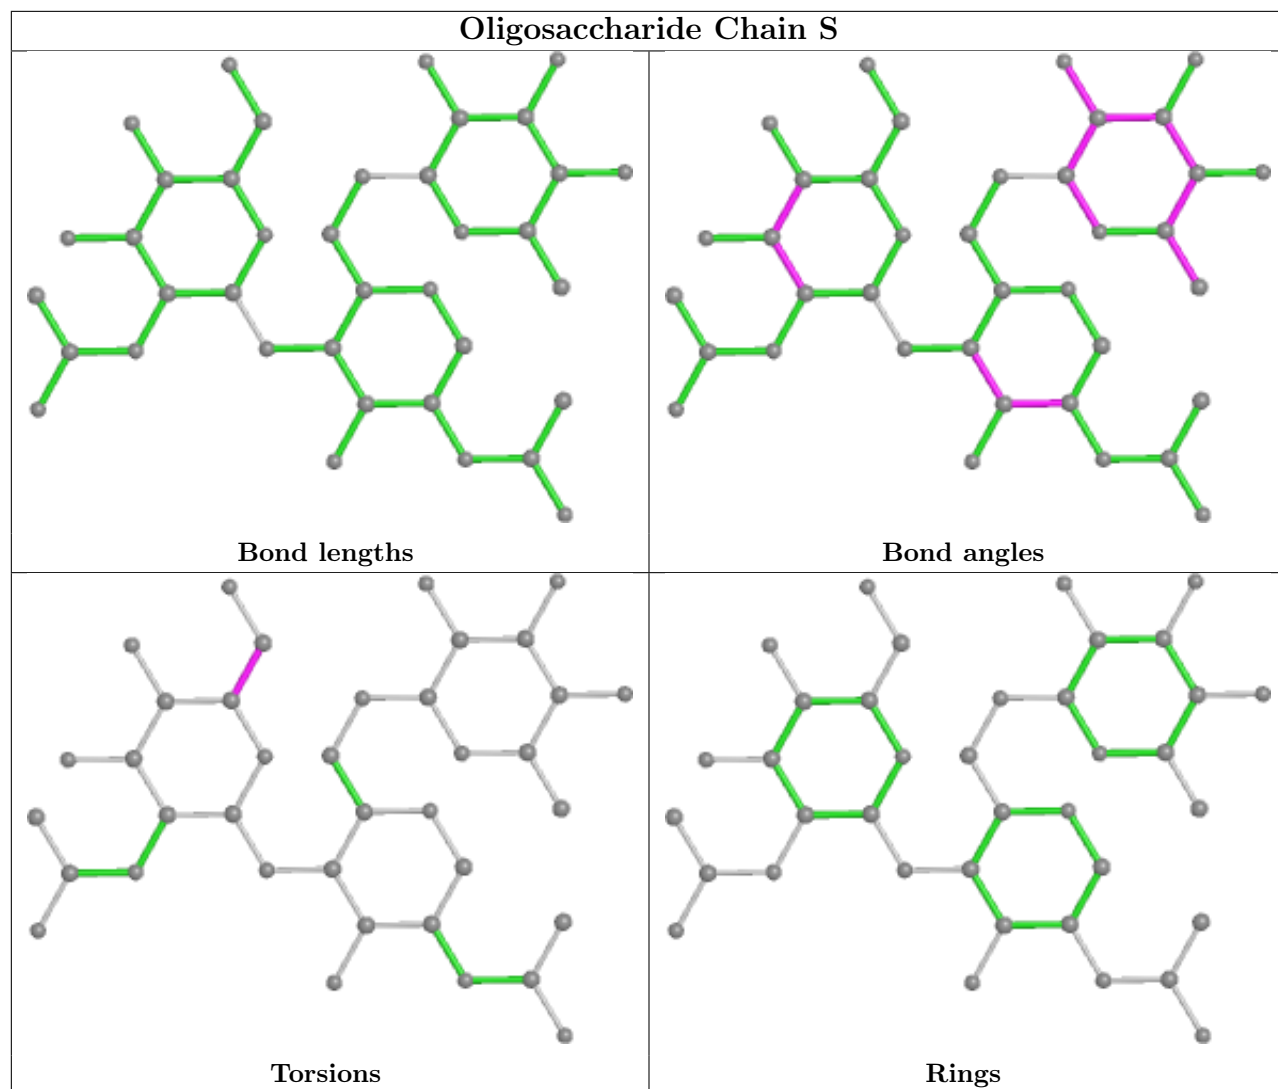 Oligosaccharide Chain S
Bond lengths
Bond angles
Torsions
Rings